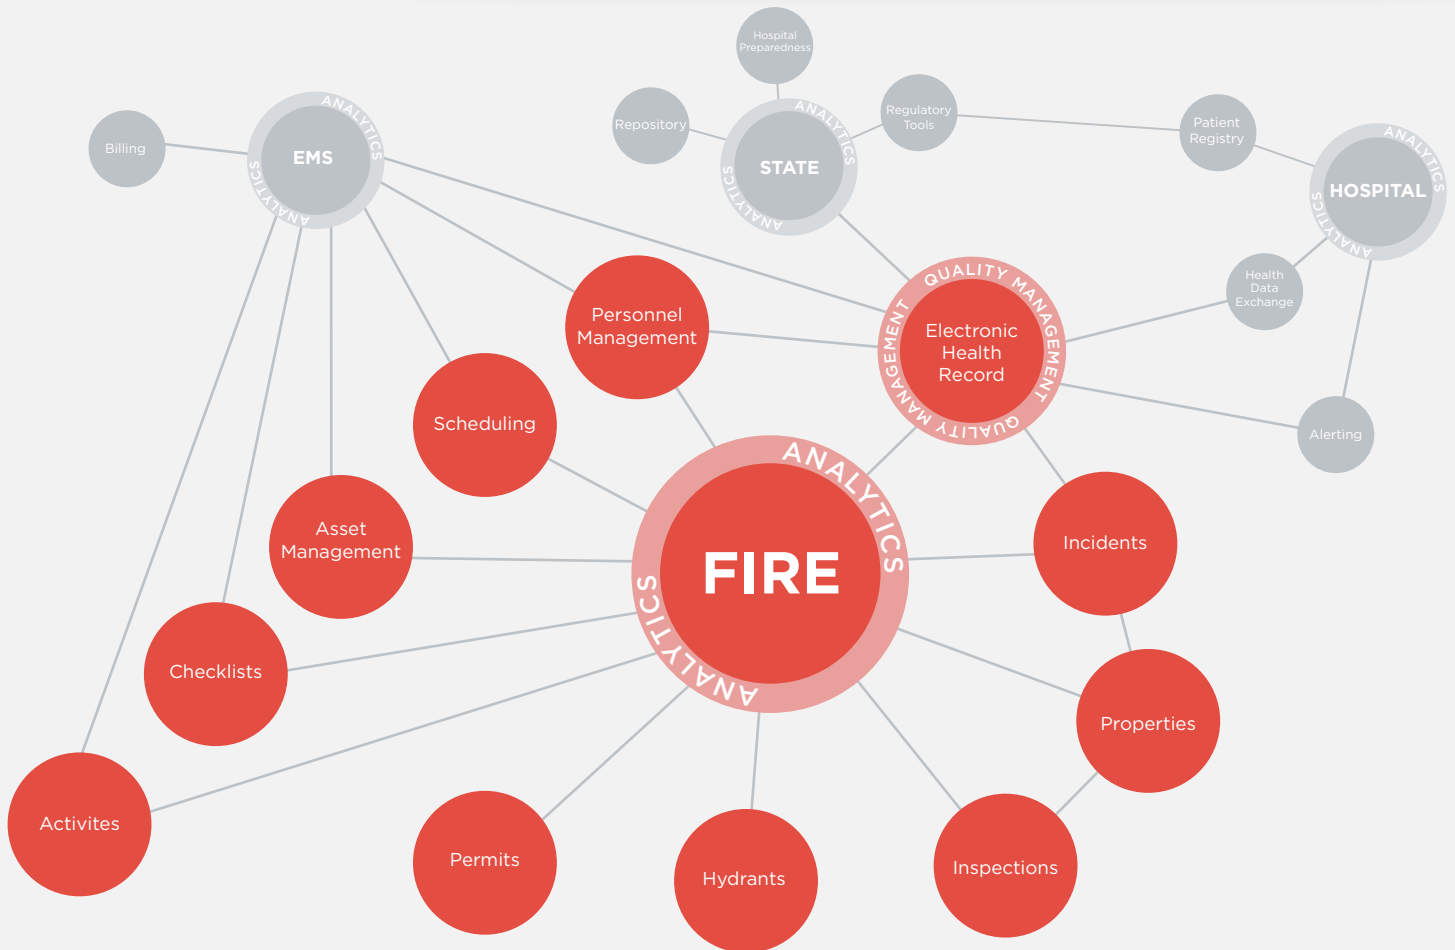 Hospital
Preparedness
Repository
Regulatory
Tools
Patient
Registry
Billing
ANALYTICS
EMS
ANALYTICS
ANALYTICS
STATE
ANALYTICS
ANALYTICS
HOSPITAL
ANALYTICS
Health
Data
Exchange
QUALITY MANAGEMENT
Electronic
Health
Record
QUALITY MANAGEMENT
Personnel
Management
Scheduling
Alerting
ANALYTICS
FIRE
ANALYTICS
Asset
Management
Incidents
Checklists
Properties
Activites
Permits
Hydrants
Inspections